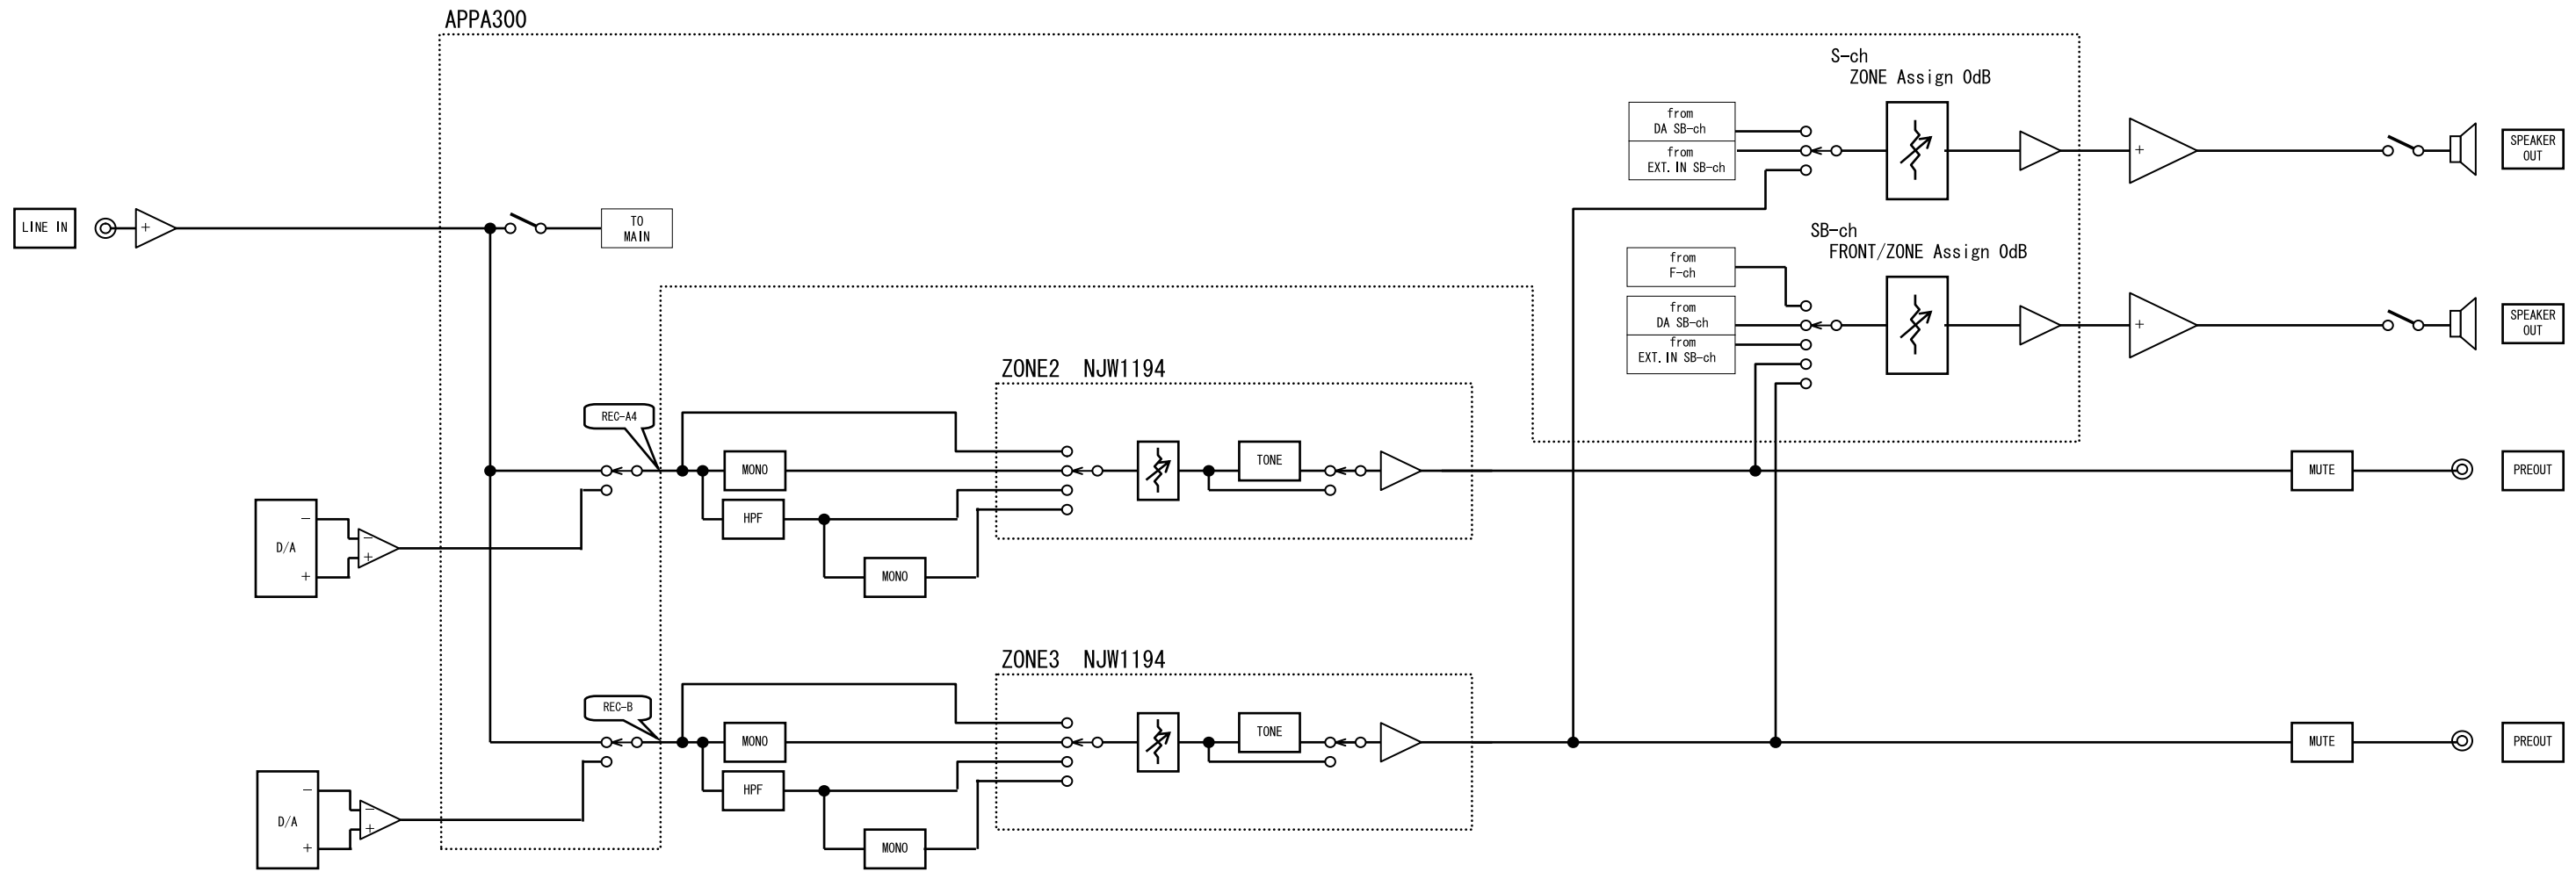 APPA300
S-ch
ZONE Assign 0dB
from
DA SB-ch
from
EXT.IN SB-ch
+
SPEAKER
OUT
LINE IN
+
TO
MAIN
SB-ch
FRONT/ZONE Assign 0dB
from
F-ch
from
DA SB-ch
from
EXT.IN SB-ch
+
SPEAKER
OUT
ZONE2 NJW1194
REC-A4
MONO
TONE
MUTE
PREOUT
HPF
D/A
−
+
−
+
MONO
ZONE3 NJW1194
REC-B
MONO
TONE
MUTE
PREOUT
HPF
D/A
−
+
−
+
MONO